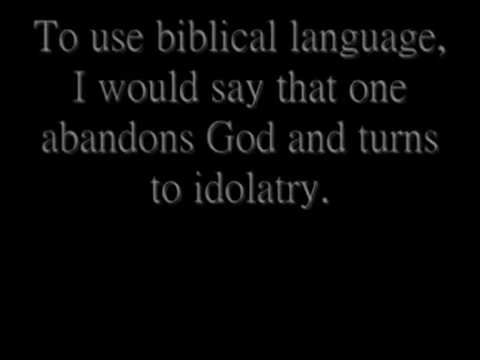 To use biblical language,
I would say that one
abandons God and turns
to idolatry.